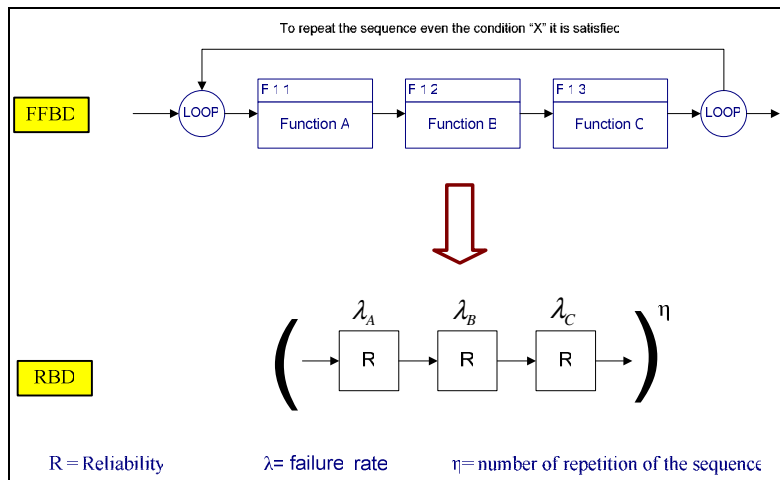 To repeat the sequence even the condition “X” it is satisfied
FFBD
LOOP
F 1 1
Function A
F 1 2
Function B
F 1 3
Function C
LOOP
λA
λB
λC
( R R R )η
RBD
R = Reliability
λ= failure rate
η= number of repetition of the sequence